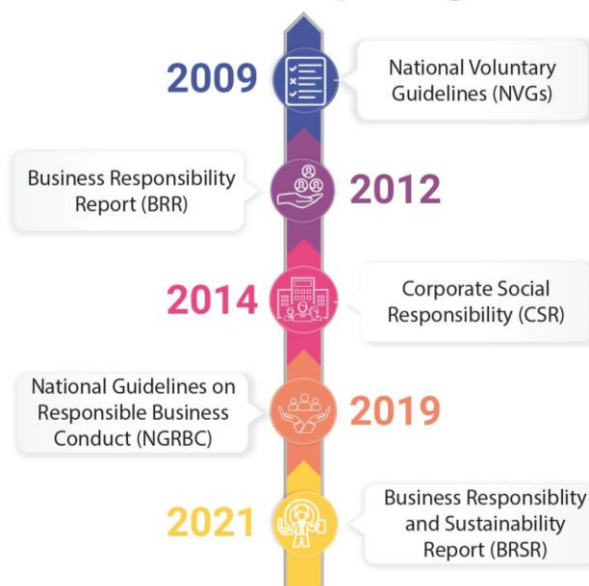 2009
National Voluntary
Guidelines (NVGs)
Business Responsibility
Report (BRR)
2012
2014
Corporate Social
Responsibility (CSR)
National Guidelines on
Responsible Business
Conduct (NGRBC)
2019
2021
Business Responsiblity
and Sustainability
Report (BRSR)